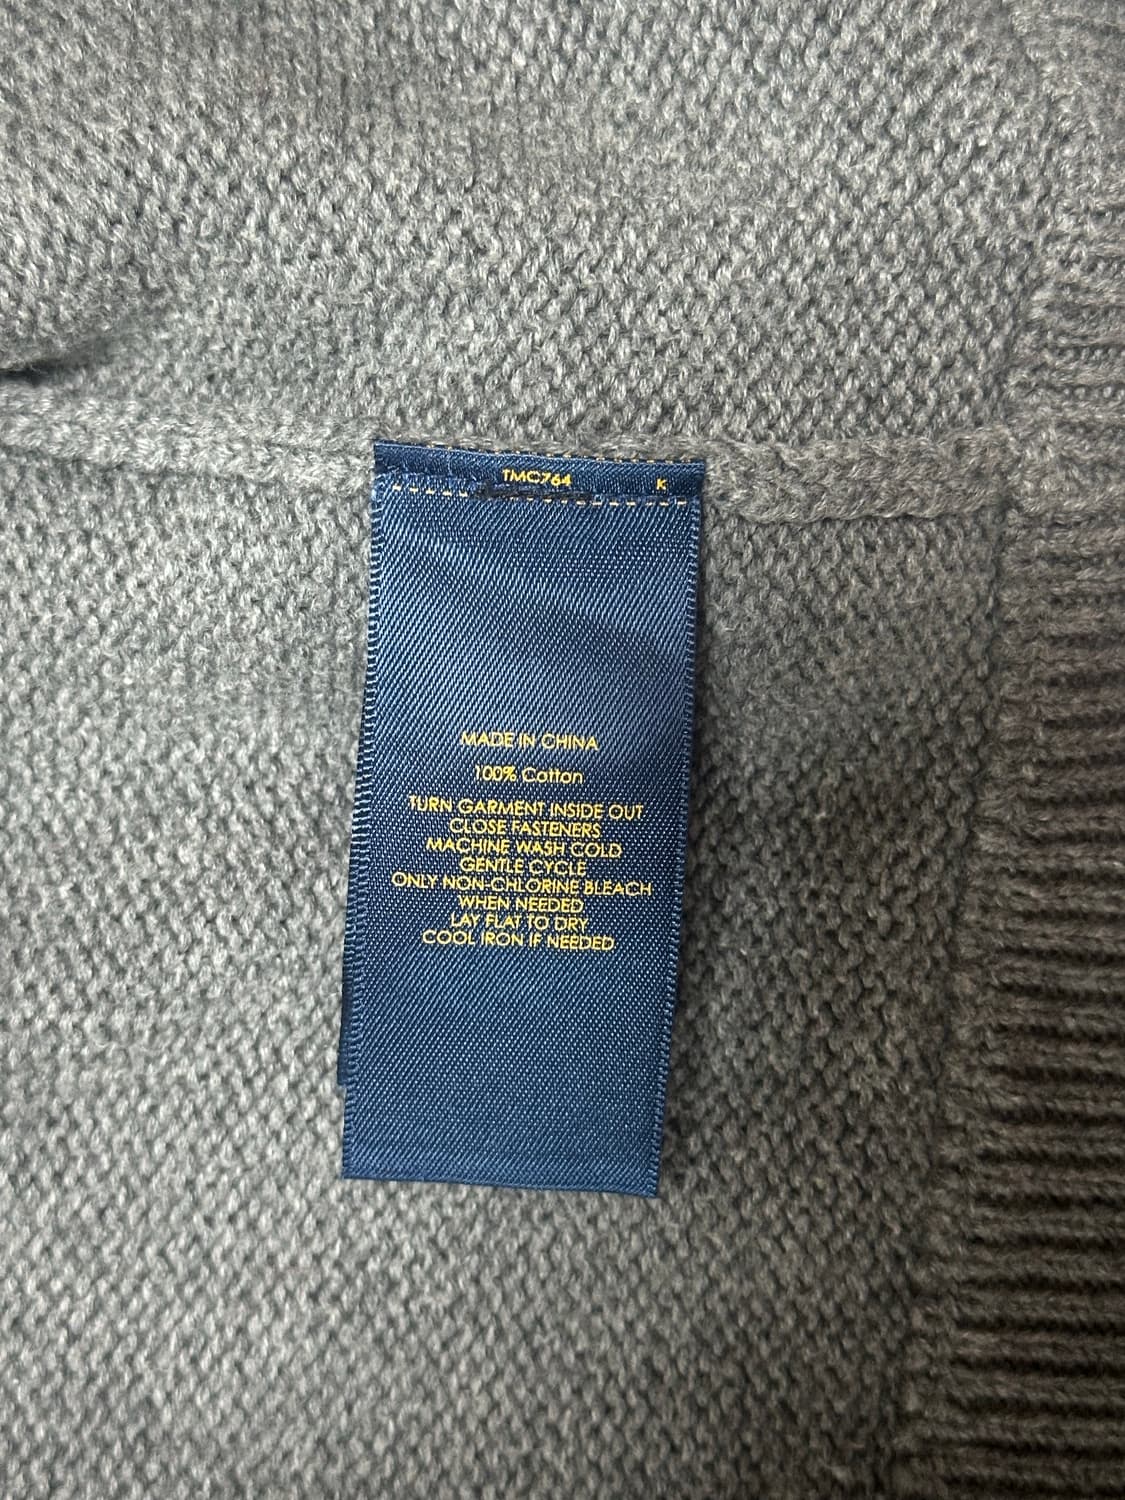 TMC764 K
MADE IN CHINA
100% Cotton
TURN GARMENT INSIDE OUT
CLOSE FASTENERS
MACHINE WASH COLD
GENTLE CYCLE
ONLY NON-CHLORINE BLEACH
WHEN NEEDED
LAY FLAT TO DRY
COOL IRON IF NEEDED